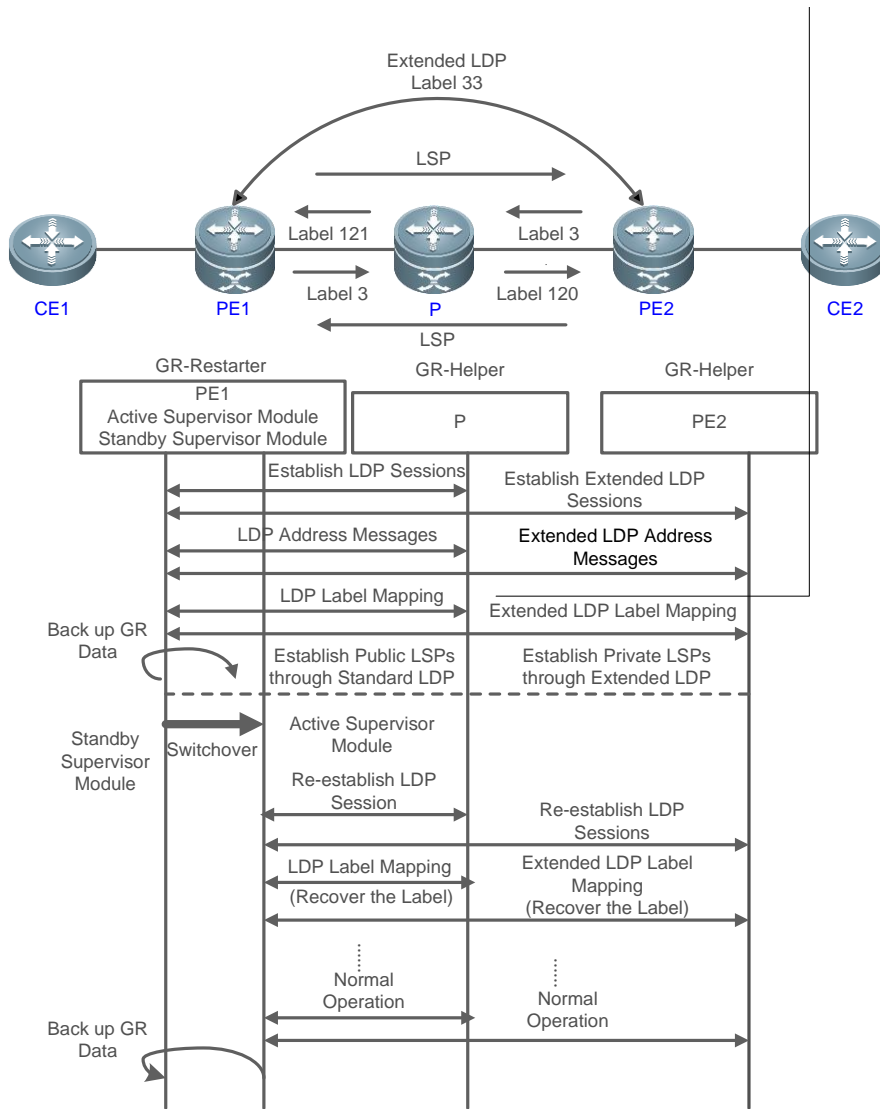 Extended LDP
Label 33
LSP
Label 121
Label 3
Label 3
Label 120
CE1
PE1
P
PE2
CE2
LSP
GR-Restarter
GR-Helper
GR-Helper
PE1
Active Supervisor Module
Standby Supervisor Module
P
PE2
Establish LDP Sessions
Establish Extended LDP
Sessions
LDP Address Messages
Extended LDP Address
Messages
LDP Label Mapping
Extended LDP Label Mapping
Back up GR
Data
Establish Public LSPs
through Standard LDP
Establish Private LSPs
through Extended LDP
Standby
Supervisor
Module
Switchover
Active Supervisor
Module
Re-establish LDP
Session
Re-establish LDP
Sessions
LDP Label Mapping
(Recover the Label)
Extended LDP Label
Mapping
(Recover the Label)
Normal
Operation
Normal
Operation
Back up GR
Data